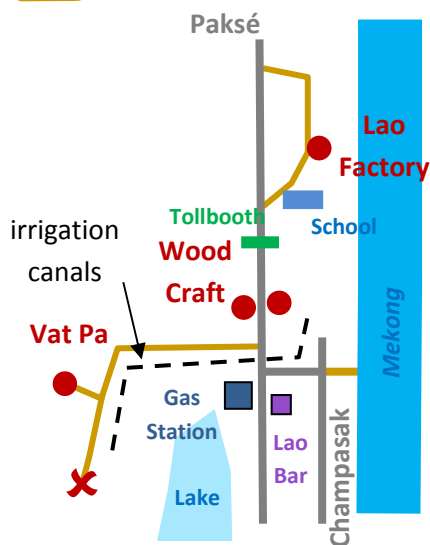 Paksé
Lao
Factory
Tollbooth
School
Wood
Craft
irrigation
canals
Vat Pa
Mekong
Gas
Station
Lao
Bar
Lake
Champasak